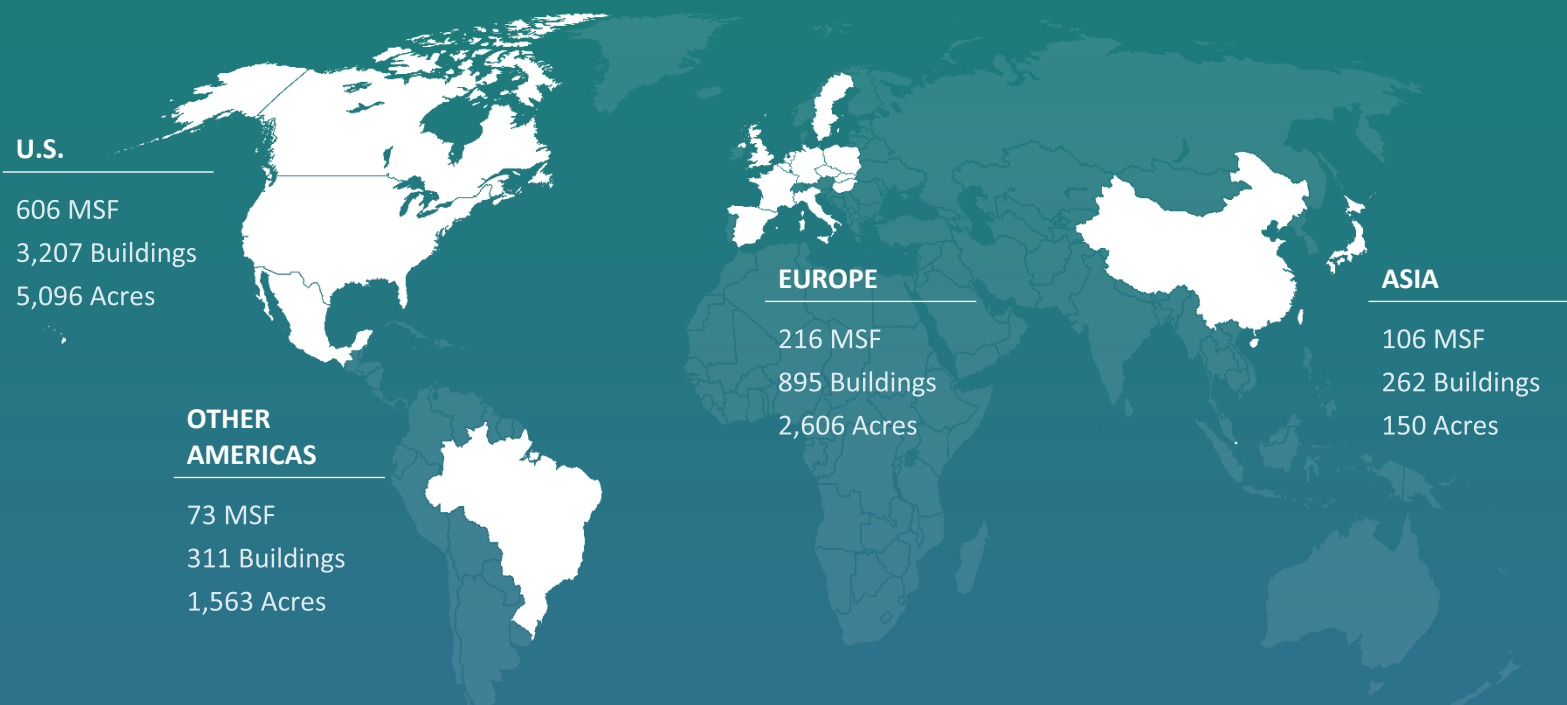 U.S.
606 MSF
3,207 Buildings
5,096 Acres
OTHER
AMERICAS
73 MSF
311 Buildings
1,563 Acres
EUROPE
216 MSF
895 Buildings
2,606 Acres
ASIA
106 MSF
262 Buildings
150 Acres